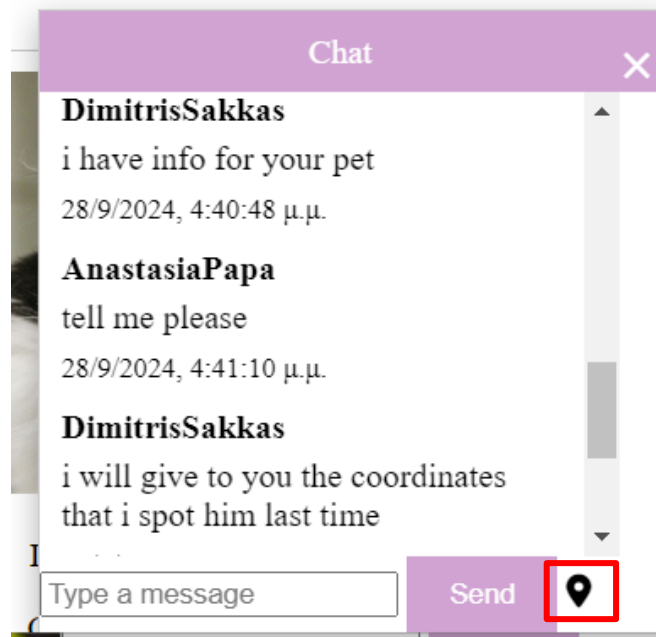 Chat
DimitrisSakkas
i have info for your pet
28/9/2024, 4:40:48 μ.μ.
AnastasiaPapa
tell me please
28/9/2024, 4:41:10 μ.μ.
DimitrisSakkas
i will give to you the coordinates
that i spot him last time
Type a message
Send